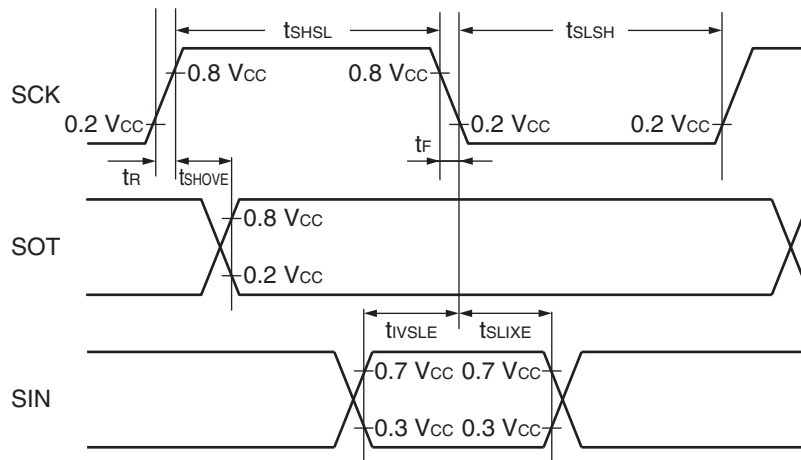 tSHSL tSLSH
SCK
0.8 VCC 0.8 VCC
0.2 VCC 0.2 VCC 0.2 VCC
tR tSHOVE tF
SOT
0.8 VCC
0.2 VCC
tIVSLE tSLIXE
SIN
0.7 VCC 0.7 VCC
0.3 VCC 0.3 VCC